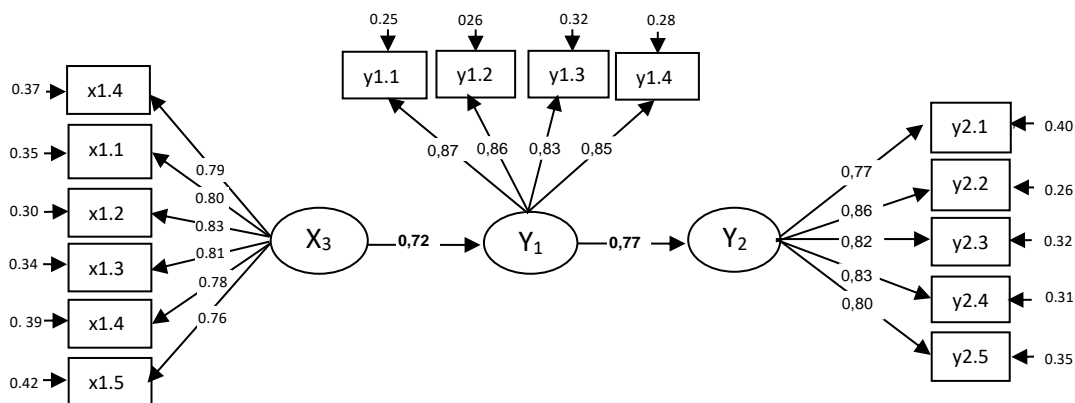 0.25
026
0.32
0.28
y1.1
y1.2
y1.3
y1.4
0,87
0,86
0,83
0,85
0.37
x1.4
0.35
x1.1
0.30
x1.2
0.34
x1.3
0. 39
x1.4
0.42
x1.5
0.79
0.80
0.83
0.81
0.78
0.76
X3
0,72
Y1
0,77
Y2
0,77
0,86
0,82
0,83
0,80
y2.1
0.40
y2.2
0.26
y2.3
0.32
y2.4
0.31
y2.5
0.35